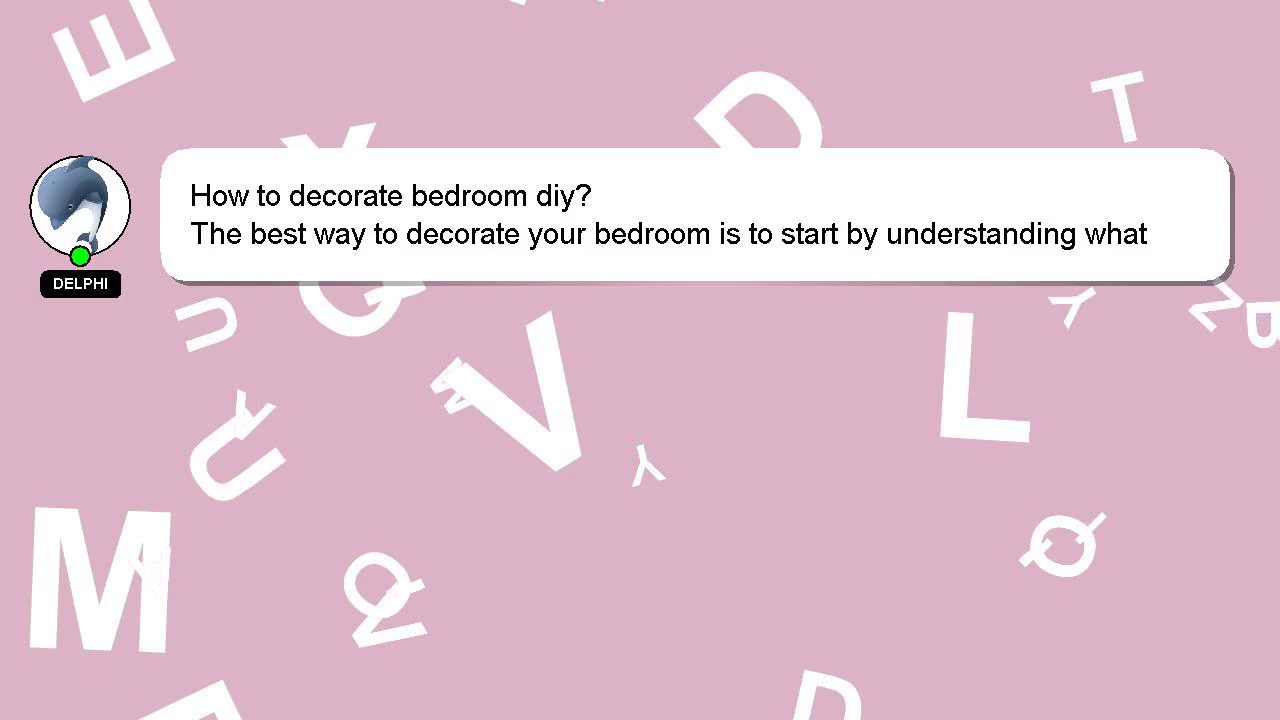 E
D
T
X
How to decorate bedroom diy?
The best way to decorate your bedroom is to start by understanding what
DELPHI
U
Q
Y
Z
B
V
L
Y
U
Y
M
Q
Z
Q
D